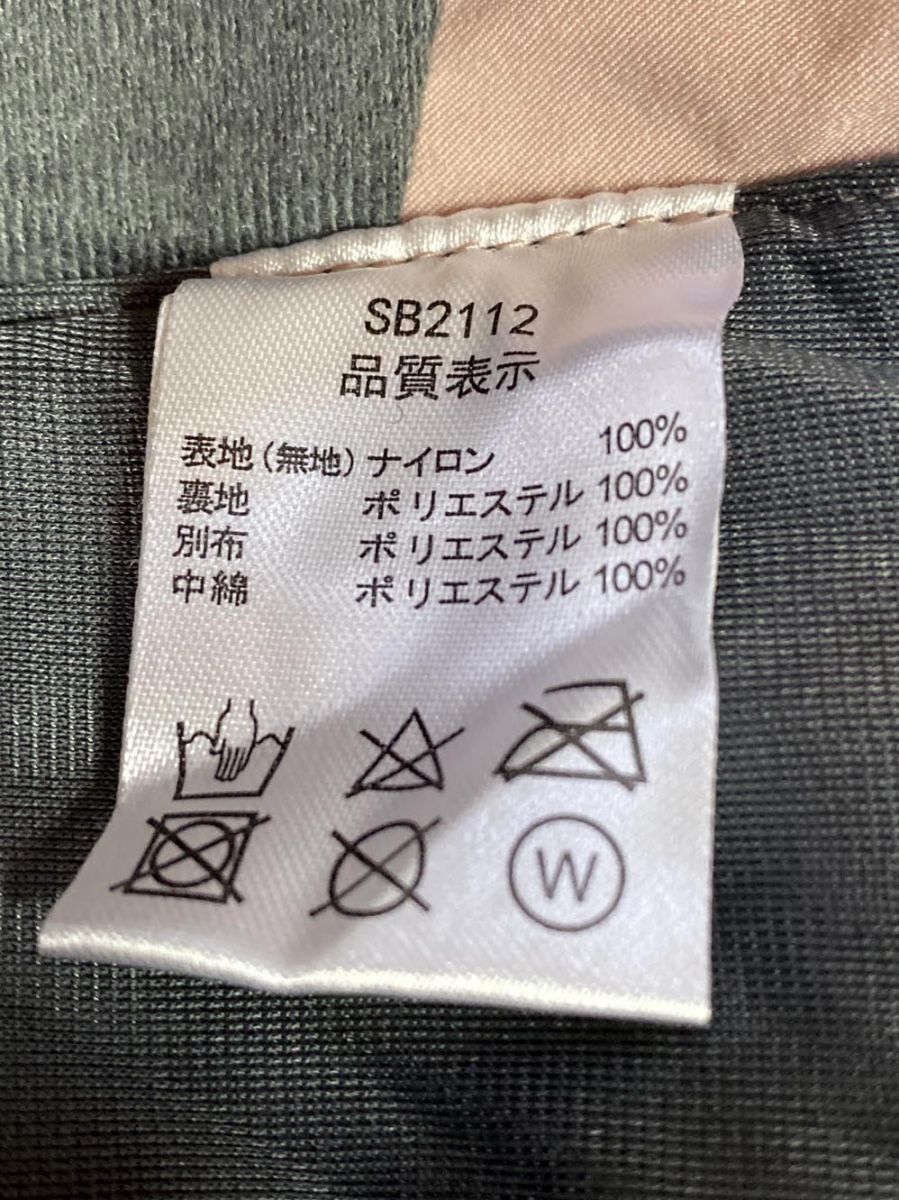 SB2112
品質表示
表地(無地)ナイロン 100%
裏地 ポリエステル 100%
別布 ポリエステル 100%
中綿 ポリエステル 100%
W